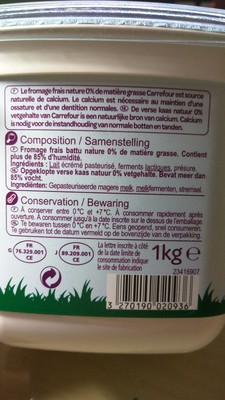 Le fromage frais nature 0% de matière grasse Carrefour est source
naturelle de calcium. Le calcium est nécessaire au maintien d'une
ossature et d'une dentition normales. De verse kaas natuur 0%
vetgehalte van Carrefour is een natuurlijke bron van calcium. Calcium
is nodig voor de instandhouding van normale botten en tanden.
Composition / Samenstelling
Fromage frais battu nature 0% de matière grasse. Contient
plus de 85% d'humidité.
Ingrédients : Lait écrémé pasteurisé, ferments lactiques, présure.
Opgeklopte verse kaas natuur 0% vetgehalte. Bevat meer dan
85% vocht.
Ingrediënten: Gepasteuriseerde magere melk, melkfermenten, stremsel.
Conservation / Bewaring
À conserver entre 0°C et +7°C. À consommer rapidement après
ouverture. À consommer jusqu'à la date inscrite sur le dessus de l'emballage.
Te bewaren tussen 0°C en +7°C. Eens geopend, snel consumeren.
Te gebruiken tot de datum vermeld op de bovenzijde van de verpakking.
G FR 76.329.001 CE
J FR 89.209.001 CE
La lettre inscrite à côté
de la date limite de
consommation indique
le site de fabrication
1kg e
23416907
3 270190 020936